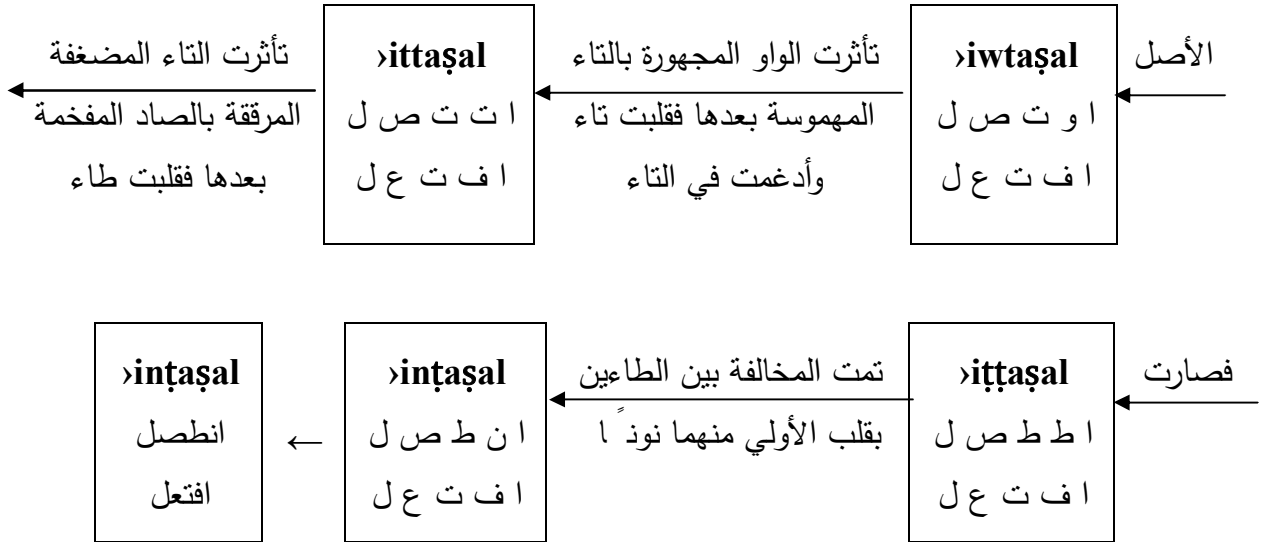 الأصل
›iwtaṣal
ا و ت ص ل
ا ف ت ع ل
تأثرت الواو المجهورة بالتاء
المهموسة بعدها فقلبت تاء
وأدغمت في التاء
›ittaṣal
ا ت ت ص ل
ا ف ت ع ل
تأثرت التاء المضغفة
المرققة بالصاد المفخمة
بعدها فقلبت طاء
فصارت
›iṭṭaṣal
ا ط ط ص ل
ا ف ت ع ل
تمت المخالفة بين الطاءين
بقلب الأولي منهما نونًا
›inṭaṣal
ا ن ط ص ل
ا ف ت ع ل
←
›inṭaṣal
انطصل
افتعل